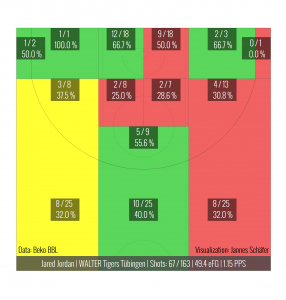 1 / 2
50.0 %
1 / 1
100.0 %
12 / 18
66.7 %
9 / 18
50.0 %
2 / 3
66.7 %
0 / 1
0.0 %
3 / 8
37.5 %
2 / 8
25.0 %
2 / 7
28.6 %
4 / 13
30.8 %
5 / 9
55.6 %
8 / 25
32.0 %
10 / 25
40.0 %
8 / 25
32.0 %
Data: Beko BBL
Visualization: Jannes Schäfer
Jared Jordan | WALTER Tigers Tübingen | Shots: 67 / 163 | 49.4 eFG | 1.15 PPS